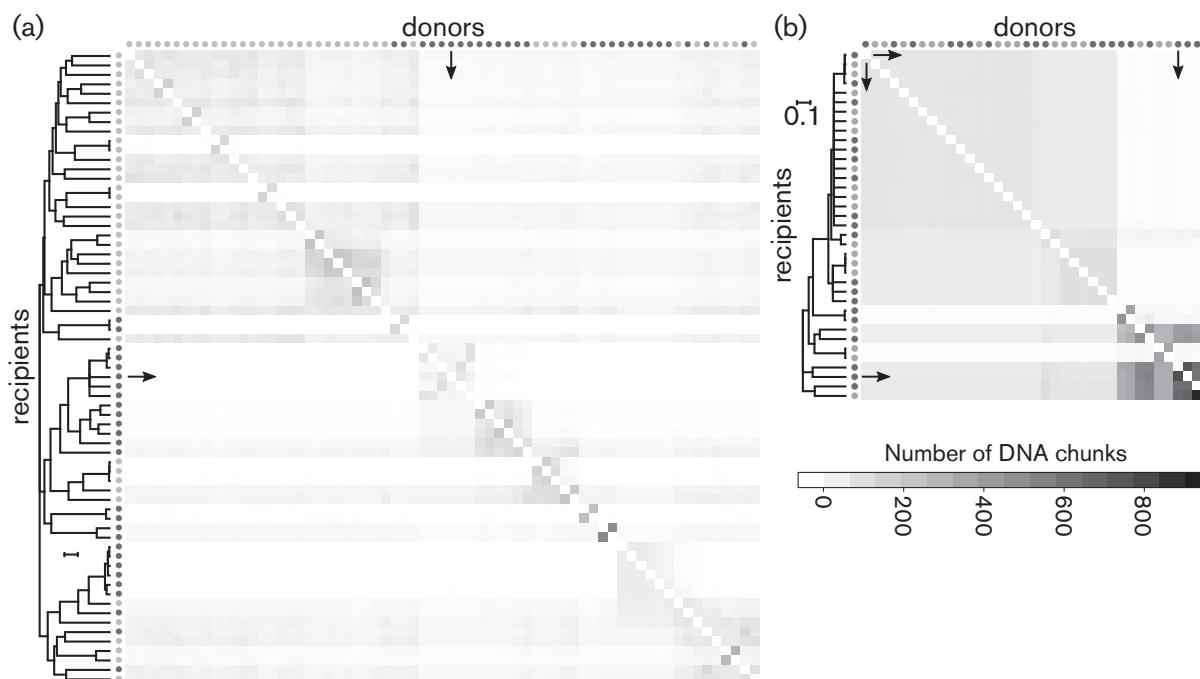 (a)
donors
recipients
(b)
donors
0.1
recipients
Number of DNA chunks
0
200
400
600
800